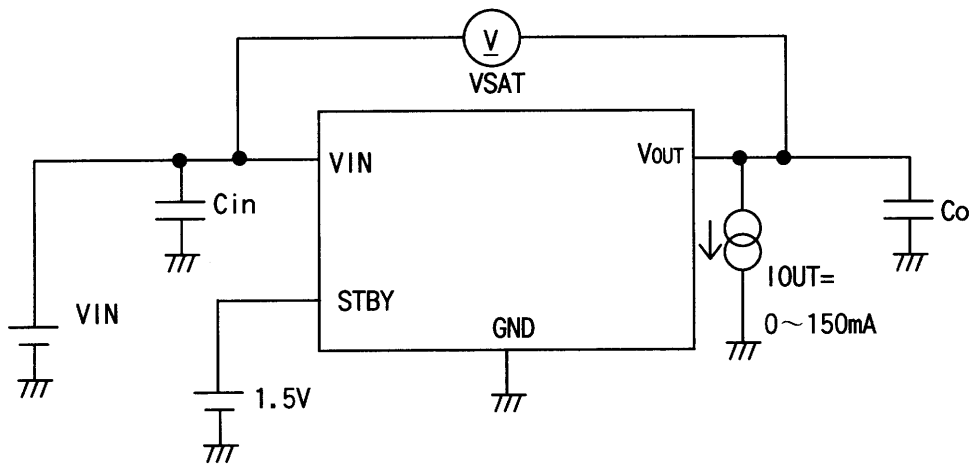 V
VSAT
VIN
VOUT
Cin
Co
IOUT=
0~150mA
STBY
VIN
GND
1.5V